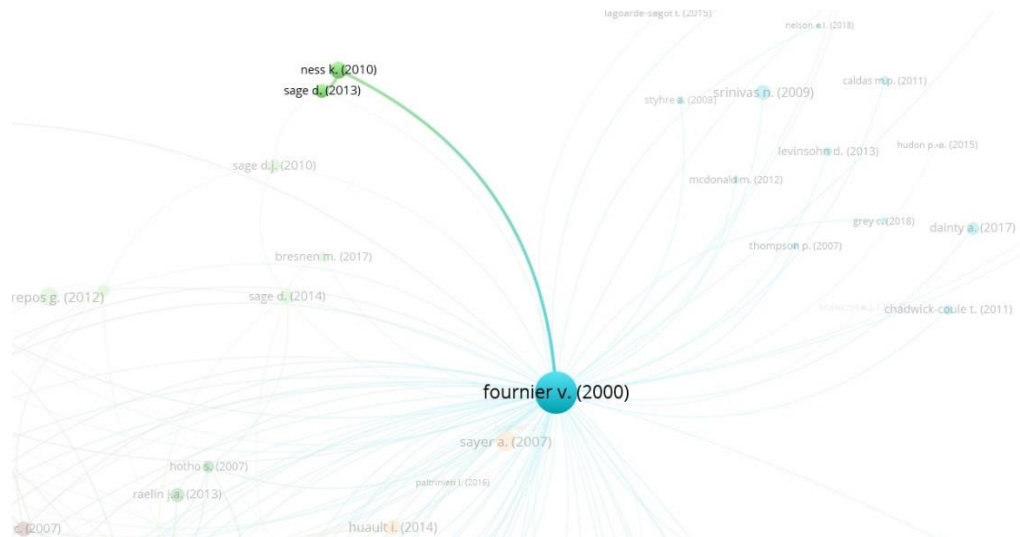 lagoarde-segot t. (2015)
nelson a l. (2018)
ness k. (2010)
sage d. (2013)
caldas m.p. (2011)
styhre a. (2008)
srinivas n. (2009)
levinsohn d. (2013)
hudon p.-a. (2015)
sage d.j. (2010)
mcdonald m. (2012)
grey c. (2018)
dainty a. (2017)
thompson p. (2007)
bresnen m. (2017)
repos g. (2012)
sage d. (2014)
chadwick-coule t. (2011)
fournier v. (2000)
sayer a. (2007)
hotho s. (2007)
palmnieri l. (2016)
raelin j.a. (2013)
c. (2007)
huault i. (2014)